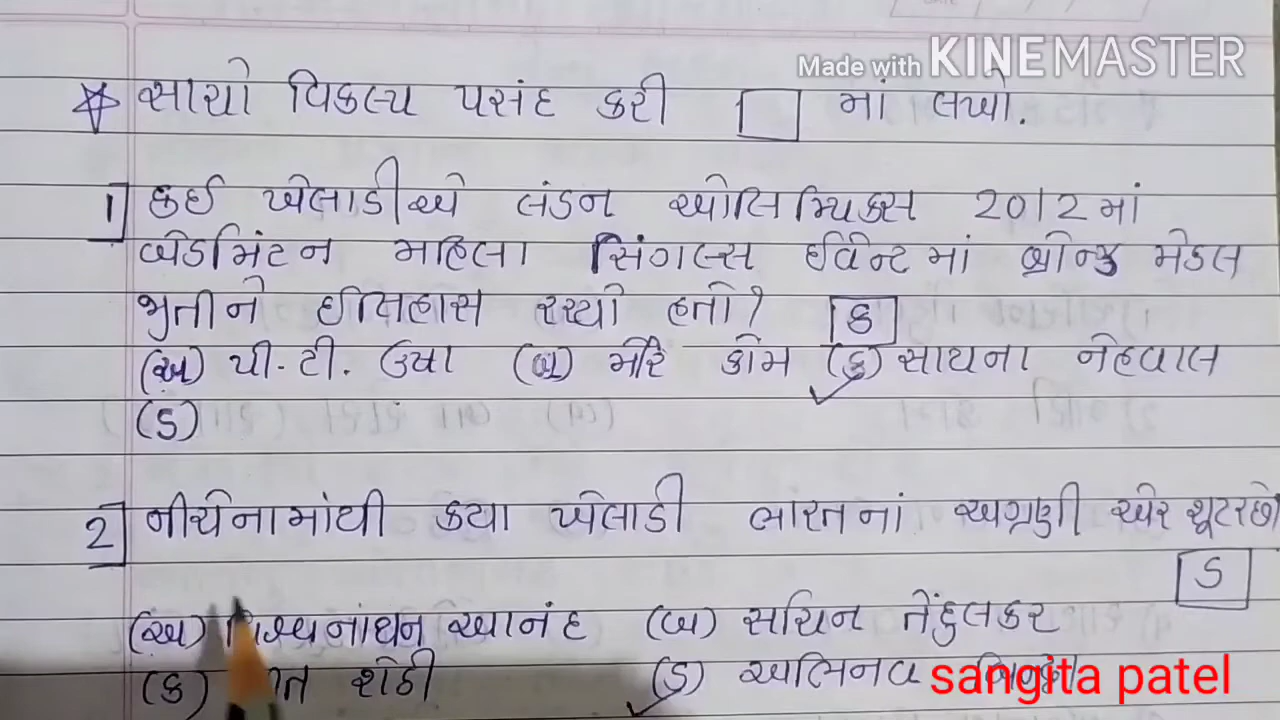 Made with KINEMASTER
સાચો વિકલ્પ પસંદ કરી માં લખો.
1 કઈ ખેલાડીએ લંડન ઓલિમ્પિક્સ 2012માં
બેડમિંટન મહિલા સિંગલ્સ ઈવેન્ટમાં બ્રોન્ઝ મેડલ
જીતીને ઈતિહાસ રચ્યો હતો? ક
(અ) પી.ટી. ઉષા (બ) મેરિ કોમ (ક) સાયના નેહવાલ
(ડ)
2 નીચેનામાંથી કયા ખેલાડી ભારતનાં અગ્રણી એર શૂટર છે
ડ
(અ) આનંદ (બ) સચિન તેંદુલકર
(ક) શેઠી (ડ) અભિનવ
sangita patel